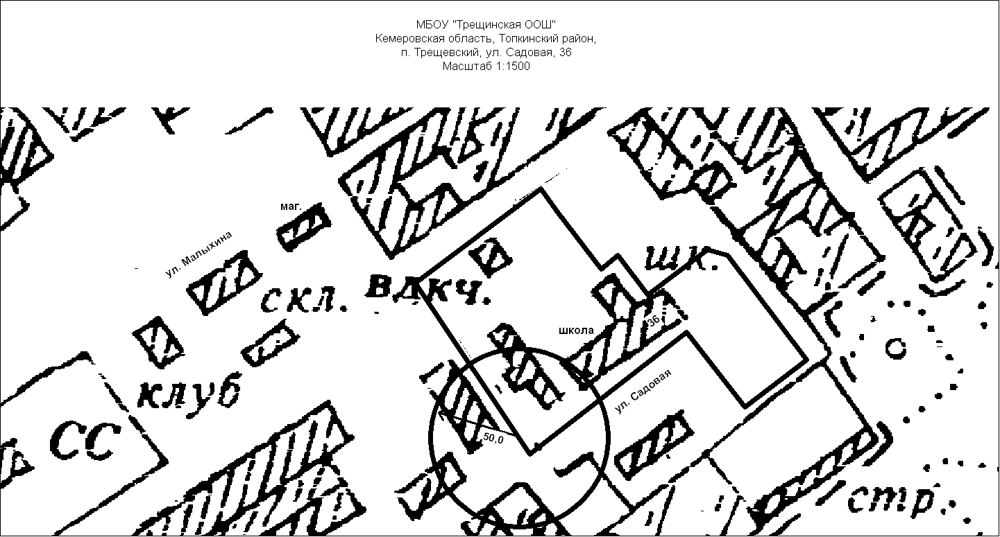 МБОУ "Трещинская ООШ"
Кемеровская область, Топкинский район,
п. Трещевский, ул. Садовая, 36
Масштаб 1:1500
маг.
ул. Малыхина
шк.
вдкч.
скл.
школа
36
клуб
ул. Садовая
СС
50,0
стр.